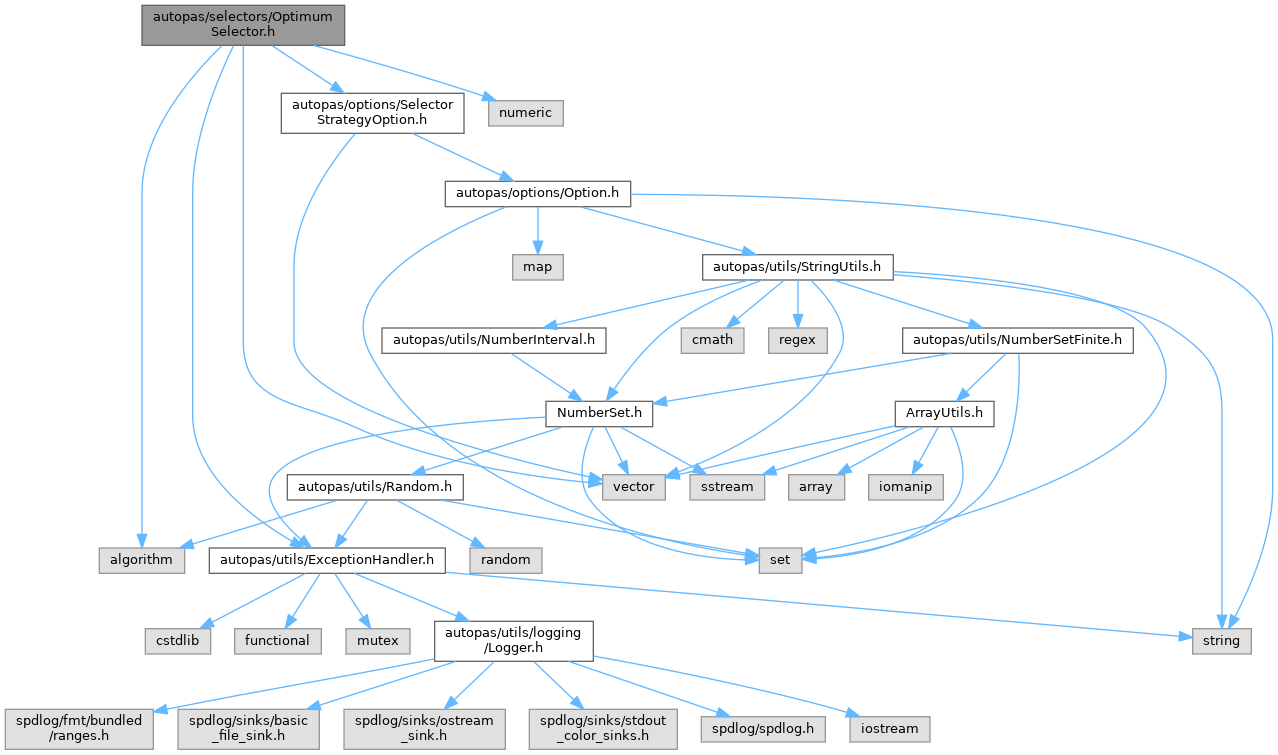 autopas/selectors/Optimum
Selector.h
autopas/options/Selector
StrategyOption.h
numeric
autopas/options/Option.h
map
autopas/utils/StringUtils.h
autopas/utils/NumberInterval.h
cmath
regex
autopas/utils/NumberSetFinite.h
NumberSet.h
ArrayUtils.h
autopas/utils/Random.h
vector
sstream
array
iomanip
algorithm
autopas/utils/ExceptionHandler.h
random
set
cstdlib
functional
mutex
autopas/utils/logging
/Logger.h
string
spdlog/fmt/bundled
/ranges.h
spdlog/sinks/basic
_file_sink.h
spdlog/sinks/ostream
_sink.h
spdlog/sinks/stdout
_color_sinks.h
spdlog/spdlog.h
iostream